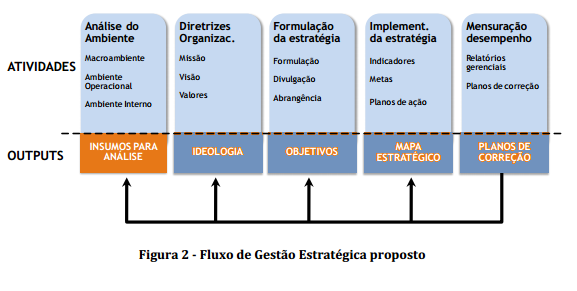 Análise do
Ambiente
Macroambiente
Ambiente
Operacional
Ambiente Interno
Diretrizes
Organizac.
Missão
Visão
Valores
Formulação
da estratégia
Formulação
Divulgação
Abrangência
Implement.
da estratégia
Indicadores
Metas
Planos de ação
Mensuração
desempenho
Relatórios
gerenciais
Planos de correção
ATIVIDADES
OUTPUTS
INSUMOS PARA
ANÁLISE
IDEOLOGIA
OBJETIVOS
MAPA
ESTRATÉGICO
PLANOS DE
CORREÇÃO
Figura 2 - Fluxo de Gestão Estratégica proposto